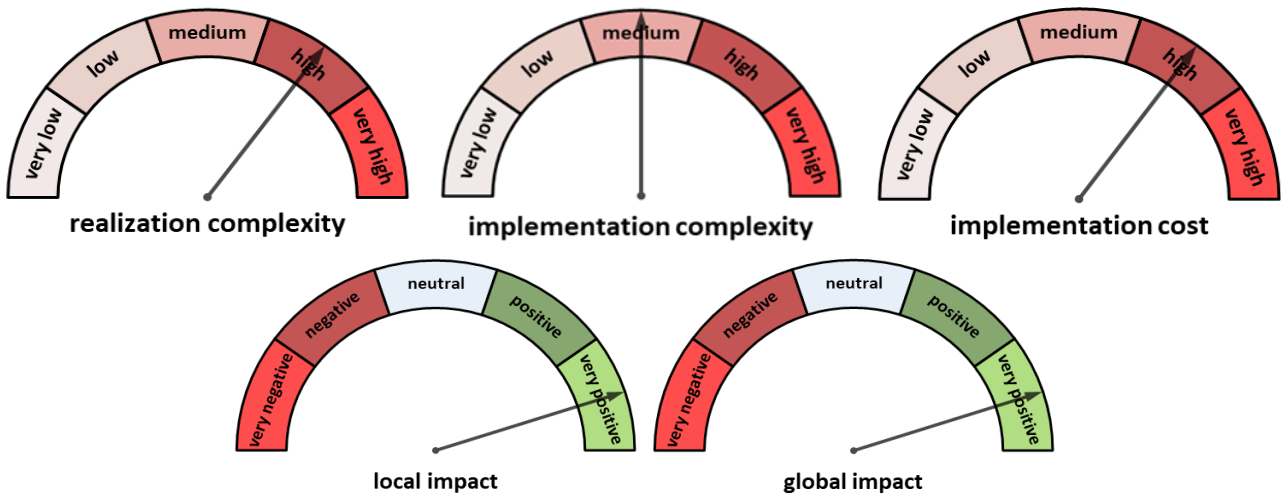 very low
low
medium
high
very high
realization complexity
very low
low
medium
high
very high
implementation complexity
very low
low
medium
high
very high
implementation cost
very negative
negative
neutral
positive
very positive
local impact
very negative
negative
neutral
positive
very positive
global impact